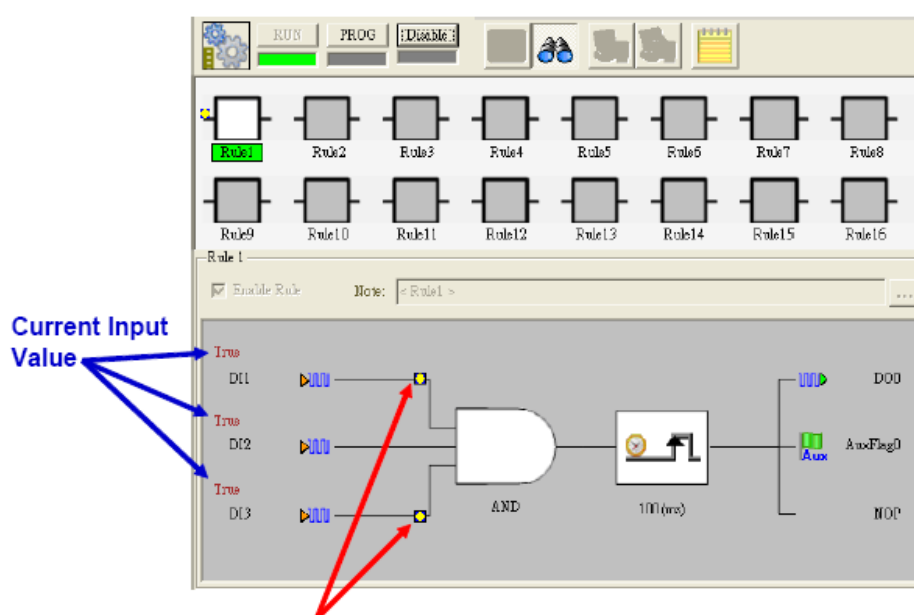 RUN PROG Disable
Rule1 Rule2 Rule3 Rule4 Rule5 Rule6 Rule7 Rule8
Rule9 Rule10 Rule11 Rule12 Rule13 Rule14 Rule15 Rule16
Rule 1
Enable Rule Note: < Rule1 > ...
Current Input
Value
True
DI1 DO0
True
DI2 Aux AuxFlag0
True
DI3 AND 100 (ms) NOP